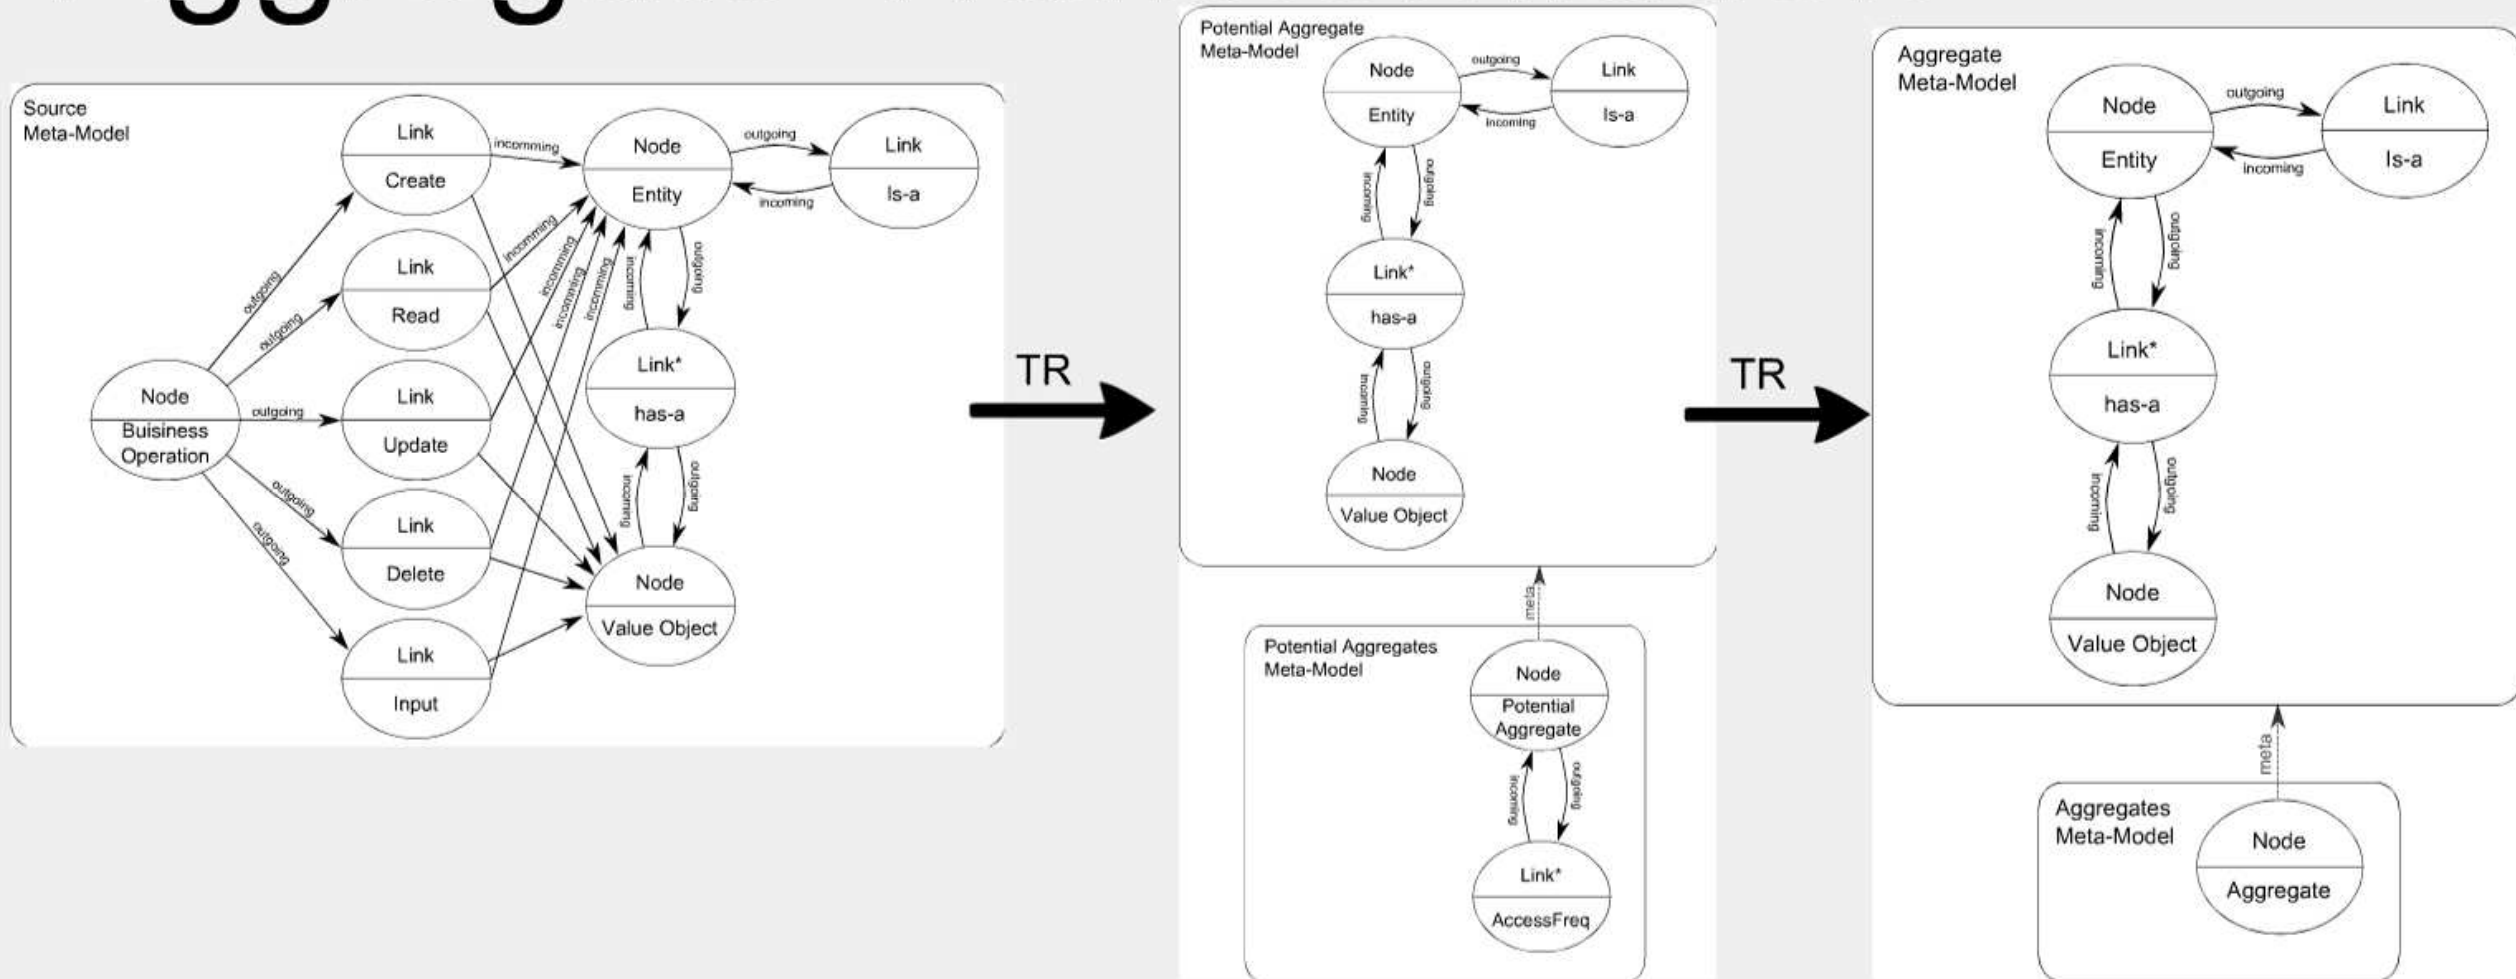 Source
Meta-Model
Link
Create
Link
Read
Link
Update
Link
Delete
Link
Input
Node
Buisiness
Operation
outgoing
outgoing
outgoing
outgoing
outgoing
incomming
incomming
incomming
incomming
incomming
Node
Entity
outgoing
incoming
Link
Is-a
incoming
outgoing
Link*
has-a
incoming
outgoing
Node
Value Object
TR
Potential Aggregate
Meta-Model
Node
Entity
outgoing
incoming
Link
Is-a
incoming
outgoing
Link*
has-a
incoming
outgoing
Node
Value Object
meta
Potential Aggregates
Meta-Model
Node
Potential
Aggregate
incoming
outgoing
Link*
AccessFreq
TR
Aggregate
Meta-Model
Node
Entity
outgoing
incoming
Link
Is-a
incoming
outgoing
Link*
has-a
incoming
outgoing
Node
Value Object
meta
Aggregates
Meta-Model
Node
Aggregate